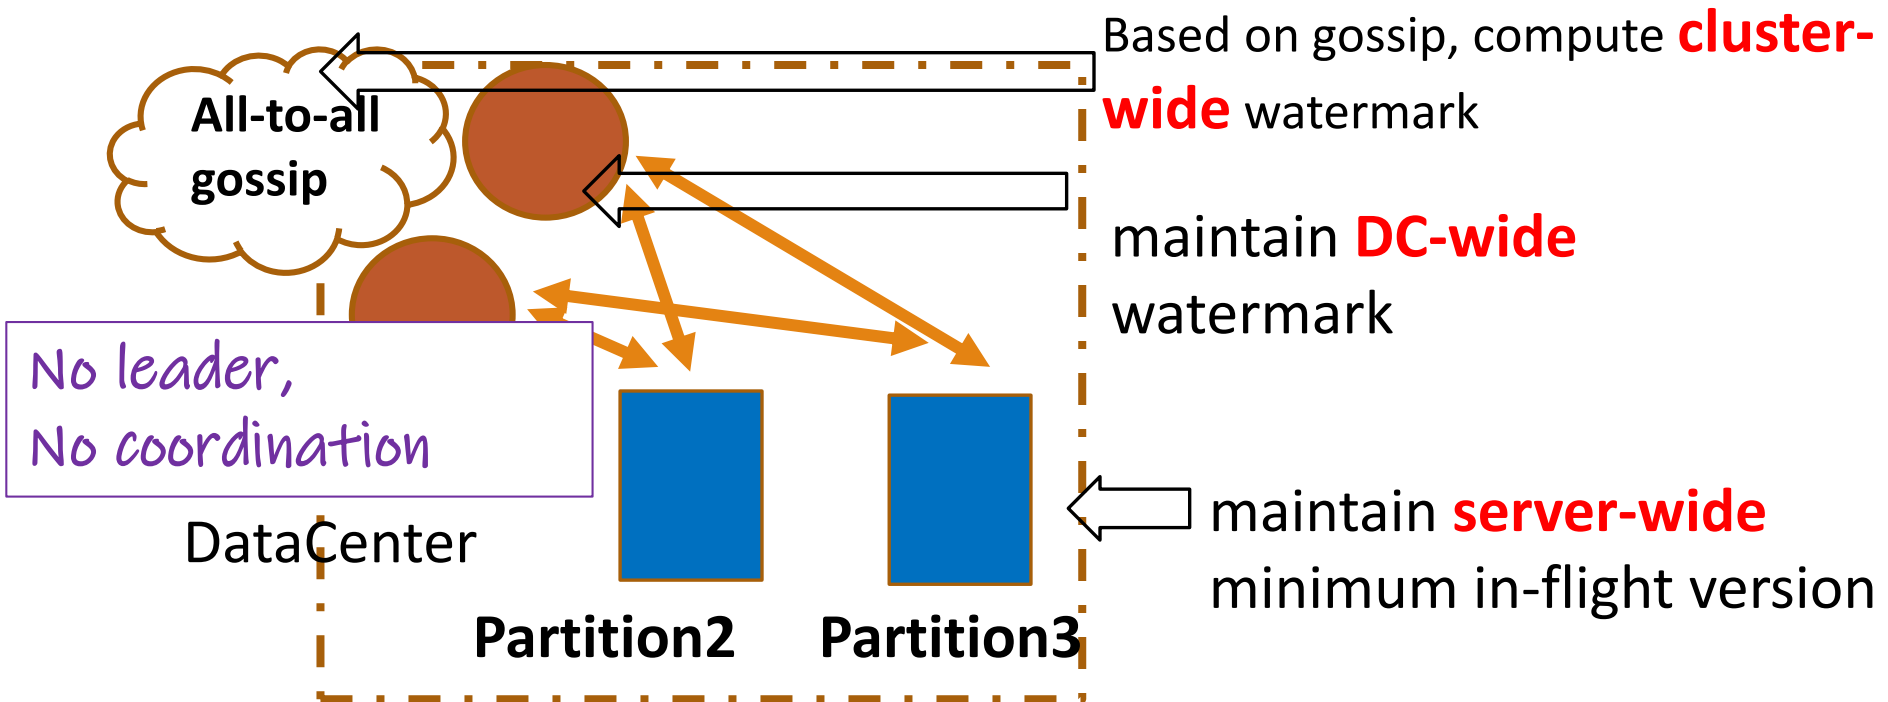 Based on gossip, compute cluster-
wide watermark
All-to-all
gossip
maintain DC-wide
watermark
No leader,
No coordination
DataCenter
maintain server-wide
minimum in-flight version
Partition2
Partition3